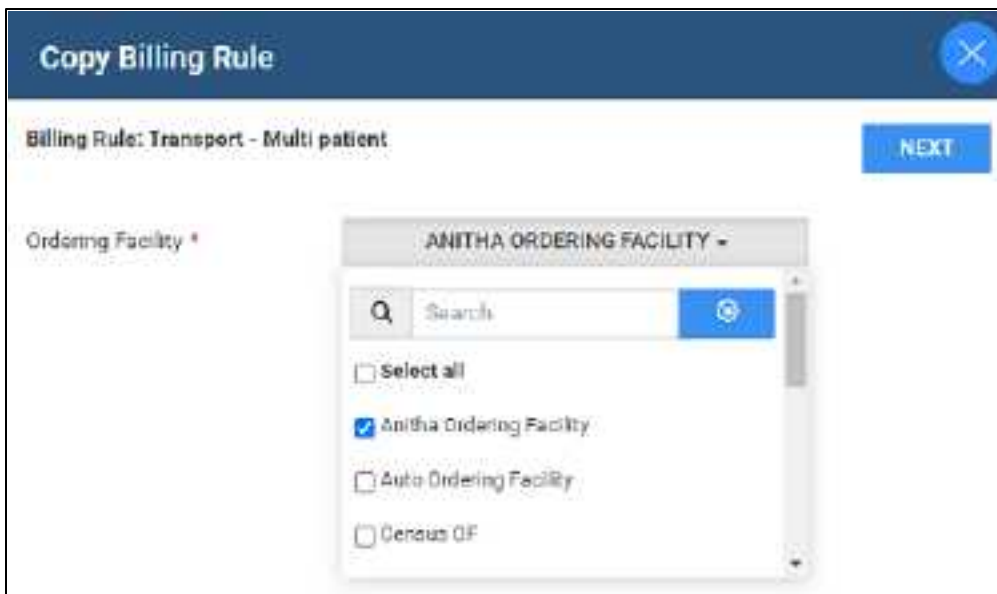 Copy Billing Rule
Billing Rule: Transport - Multi patient
NEXT
Ordering Facility *
ANITHA ORDERING FACILITY
Search
Select all
Anitha Ordering Facility
Auto Ordering Facility
Census OF